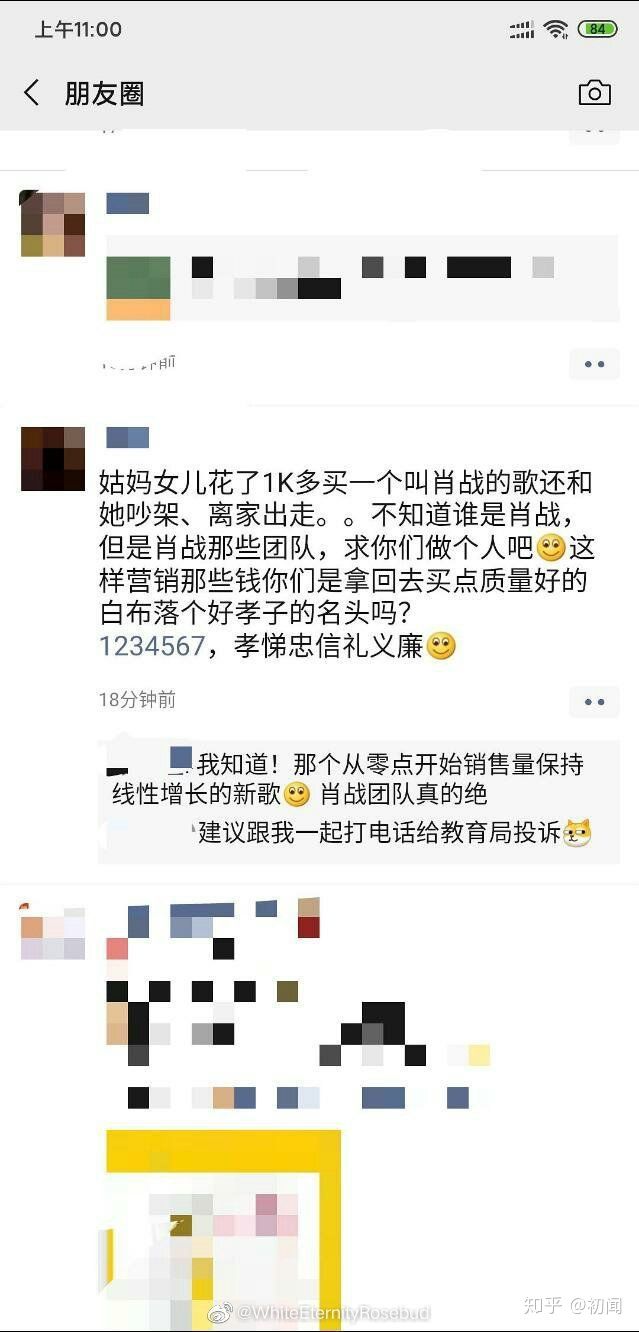 上午11:00
84
朋友圈
姑妈女儿花了1K多买一个叫肖战的歌还和
她吵架、离家出走。。不知道谁是肖战，
但是肖战那些团队，求你们做个人吧🙂这
样营销那些钱你们是拿回去买点质量好的
白布落个好孝子的名头吗？
1234567，孝悌忠信礼义廉🙂
18分钟前
我知道！那个从零点开始销售量保持
线性增长的新歌🙂 肖战团队真的绝
建议跟我一起打电话给教育局投诉
@WhiteEternityRosebud
知乎 @初闻